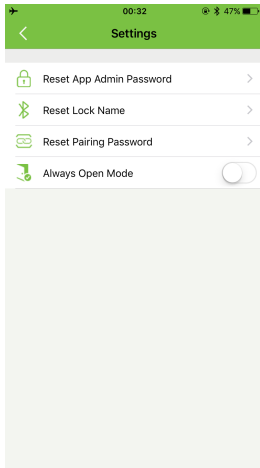 00:32
47%
Settings
Reset App Admin Password
Reset Lock Name
Reset Pairing Password
Always Open Mode